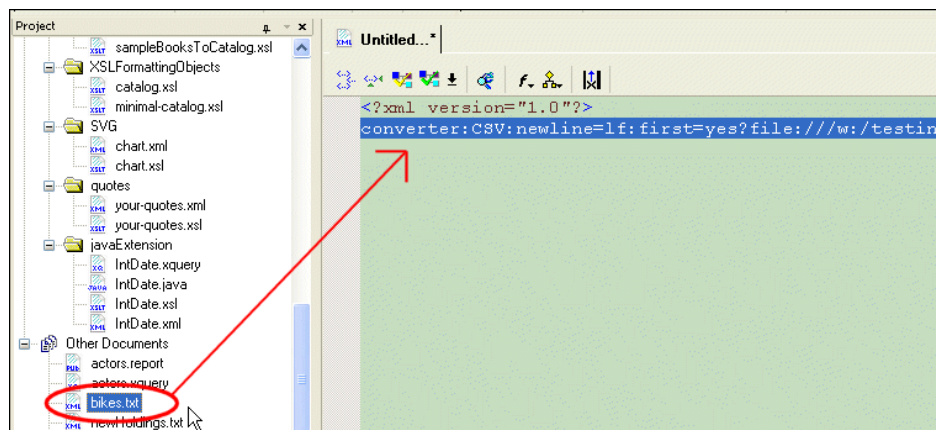 Project
sampleBooksToCatalog.xsl
XSLFormattingObjects
catalog.xsl
minimal-catalog.xsl
SVG
chart.xml
chart.xsl
quotes
your-quotes.xml
your-quotes.xsl
javaExtension
IntDate.xquery
IntDate.java
IntDate.xsl
IntDate.xml
Other Documents
actors.report
actors.xquery
bikes.txt
newHoldings.txt
Untitled...*
<?xml version="1.0"?>
converter:CSV:newline=lf:first=yes?file:///w:/testin